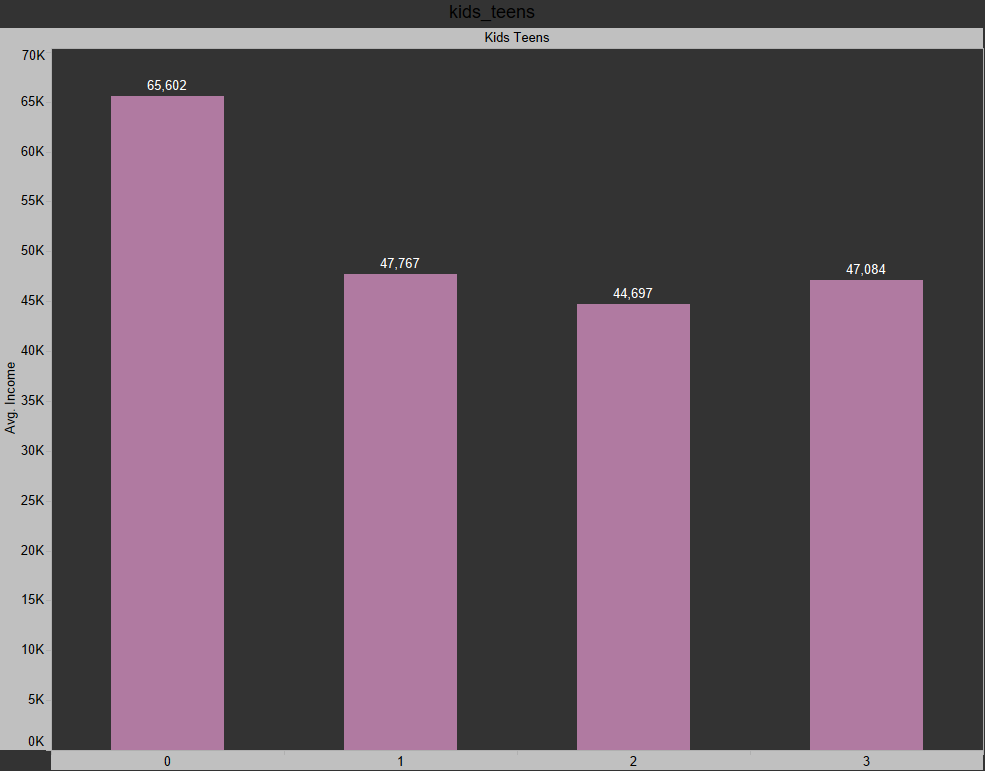 kids_teens
Kids Teens
70K
65K
60K
55K
50K
45K
40K
35K
30K
25K
20K
15K
10K
5K
0K
Avg. Income
65,602
47,767
44,697
47,084
0
1
2
3